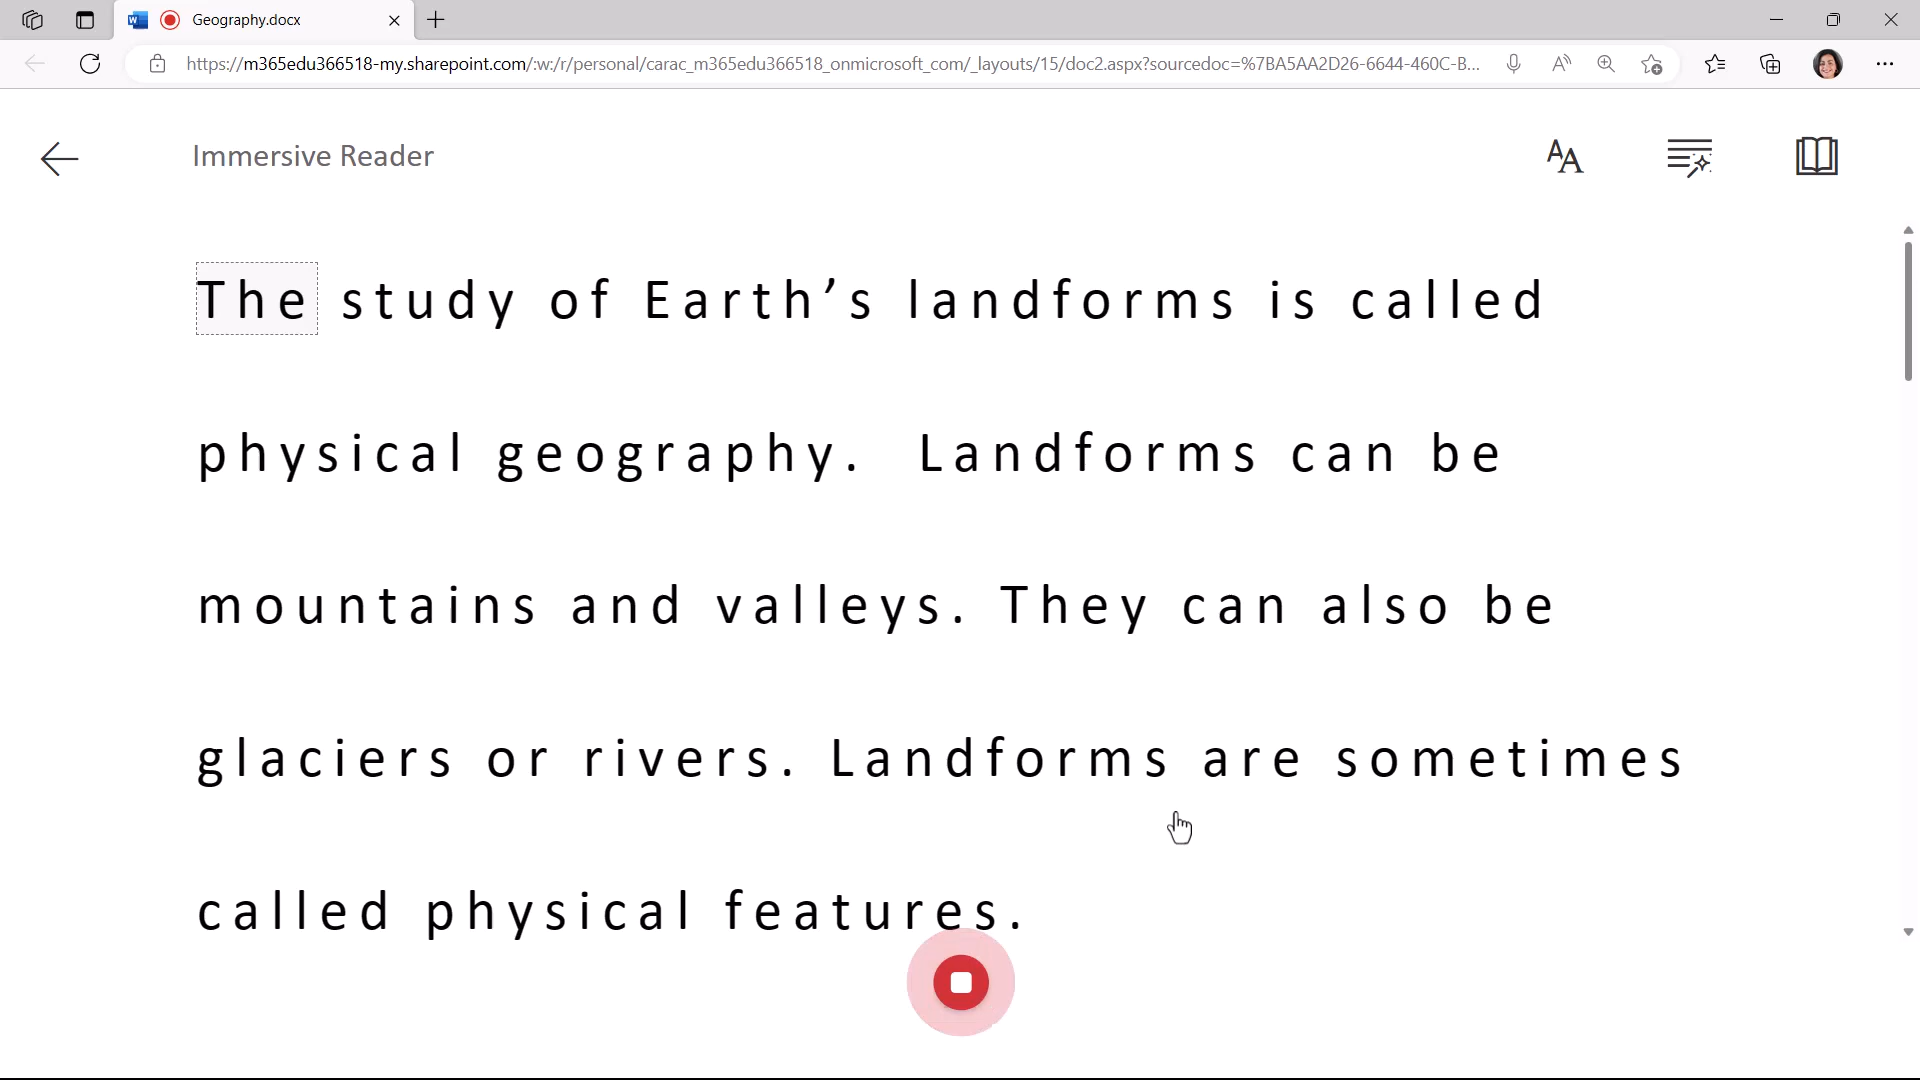 Geography.docx
https://m365edu366518-my.sharepoint.com/:w:/r/personal/carac_m365edu366518_onmicrosoft_com/_layouts/15/doc2.aspx?sourcedoc=%7BA5AA2D26-6644-460C-B...
Immersive Reader
The study of Earth’s landforms is called
physical geography. Landforms can be
mountains and valleys. They can also be
glaciers or rivers. Landforms are sometimes
called physical features.